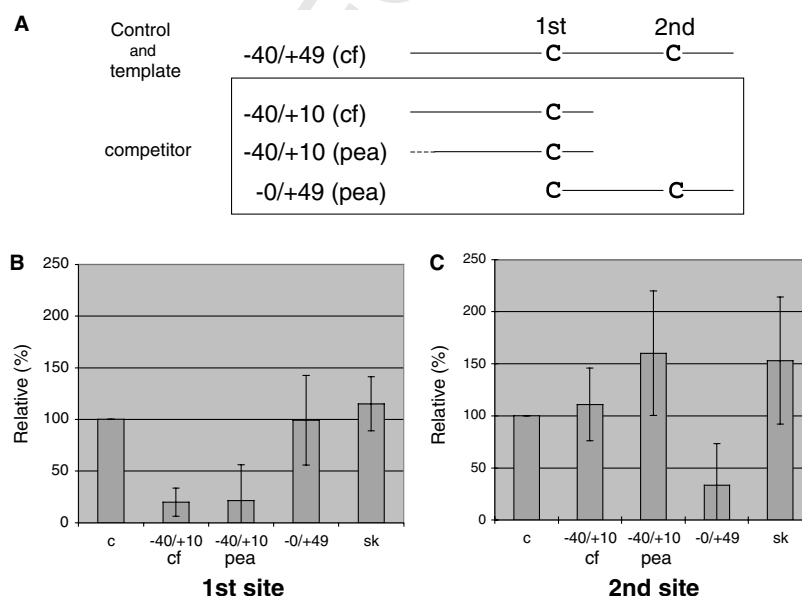 A
Control
and
template
1st 2nd
-40/+49 (cf) C C
competitor
-40/+10 (cf) C
-40/+10 (pea) C
-0/+49 (pea) C C
B
Relative (%)
250
200
150
100
50
0
c -40/+10 -40/+10 -0/+49 sk
cf pea
1st site
C
Relative (%)
250
200
150
100
50
0
c -40/+10 -40/+10 -0/+49 sk
cf pea
2nd site